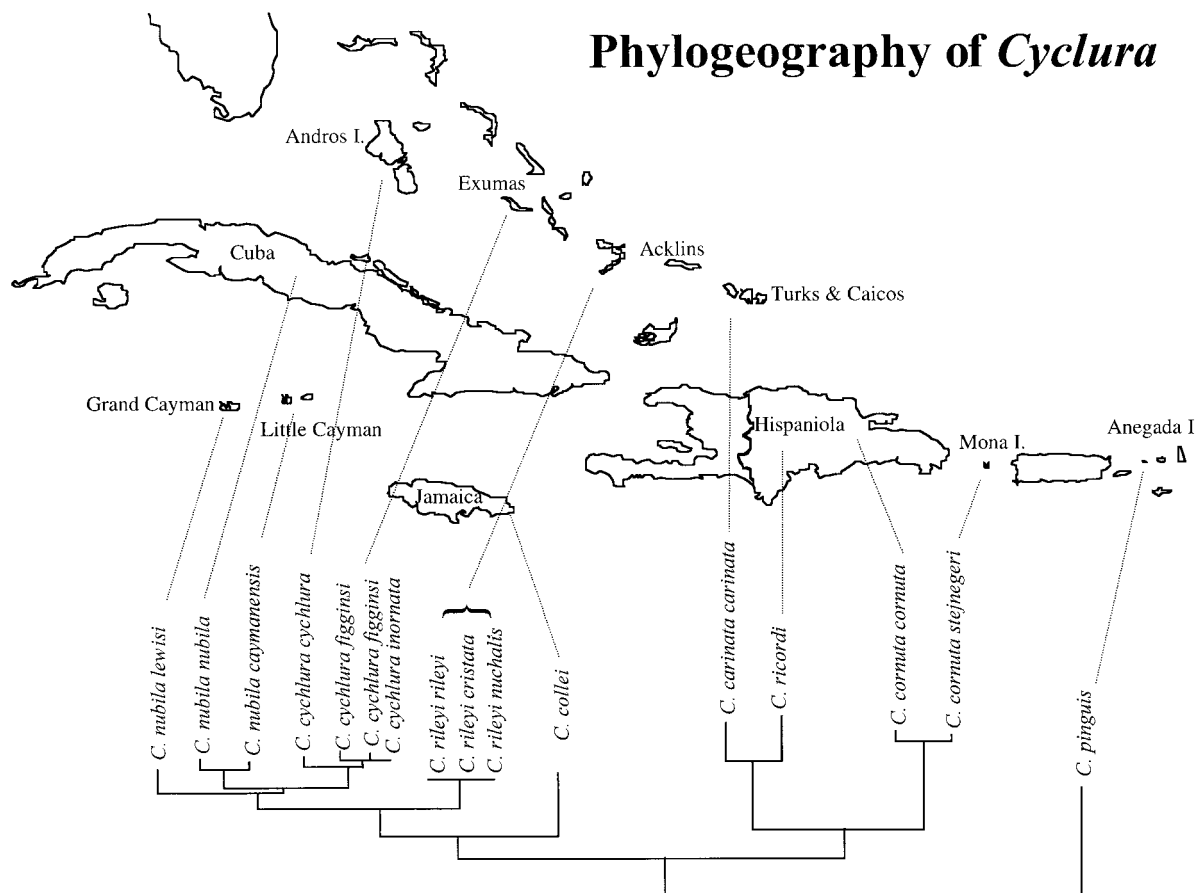 Phylogeography of Cyclura
Andros I.
Exumas
Cuba
Acklins
Turks & Caicos
Grand Cayman
Little Cayman
Hispaniola
Mona I.
Anegada I
Jamaica
C. nubila lewisi
C. nubila nubila
C. nubila caymanensis
C. cychlura cychlura
C. cychlura figginsi
C. cychlura figginsi
C. cychlura inornata
C. rileyi rileyi
C. rileyi cristata
C. rileyi nuchalis
C. collei
C. carinata carinata
C. ricordi
C. cornuta cornuta
C. cornuta stejnegeri
C. pinguis